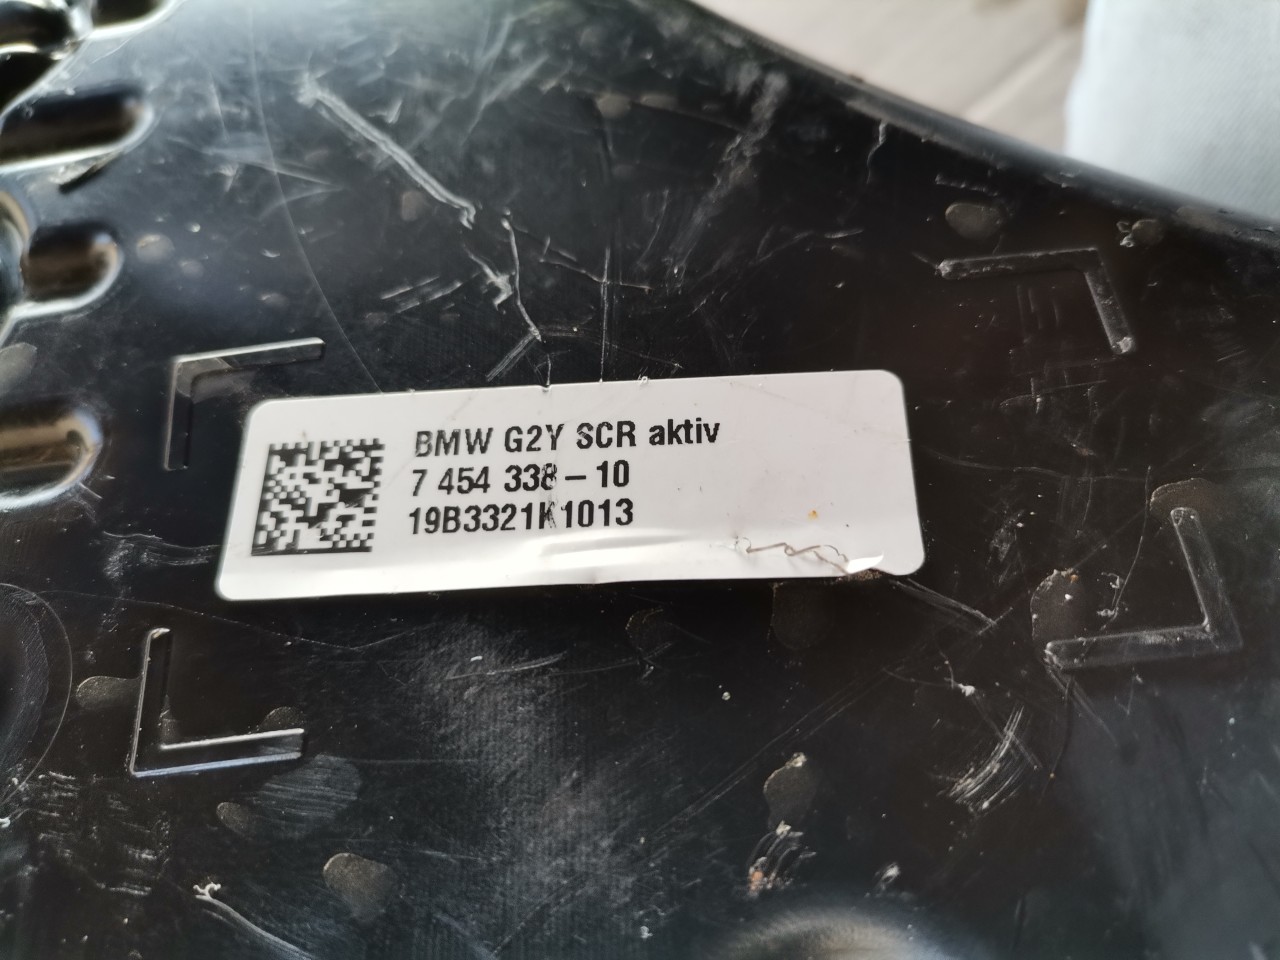 BMW G2Y SCR aktiv
7 454 338 – 10
19B3321K1013